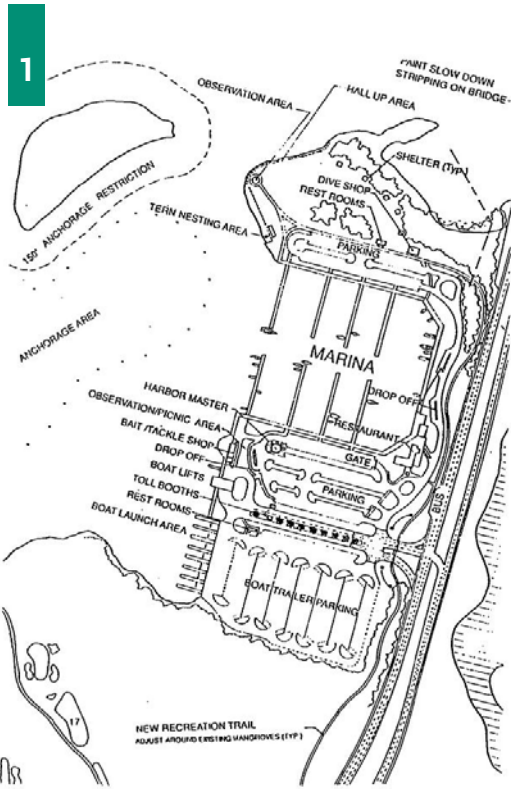 1
PAINT SLOW DOWN
STRIPPING ON BRIDGE
OBSERVATION AREA
HALL UP AREA
SHELTER (TYP.)
DIVE SHOP
REST ROOMS
150' ANCHORAGE RESTRICTION
TERN NESTING AREA
PARKING
ANCHORAGE AREA
MARINA
HARBOR MASTER
DROP OFF
OBSERVATION/PICNIC AREA
RESTAURANT
BAIT /TACKLE SHOP
GATE
DROP OFF
BOAT LIFTS
PARKING
TOLL BOOTHS
BUS
REST ROOMS
BOAT LAUNCH AREA
BOAT TRAILER PARKING
17
NEW RECREATION TRAIL
ADJUST AROUND EXISTING MANGROVES (TYP)